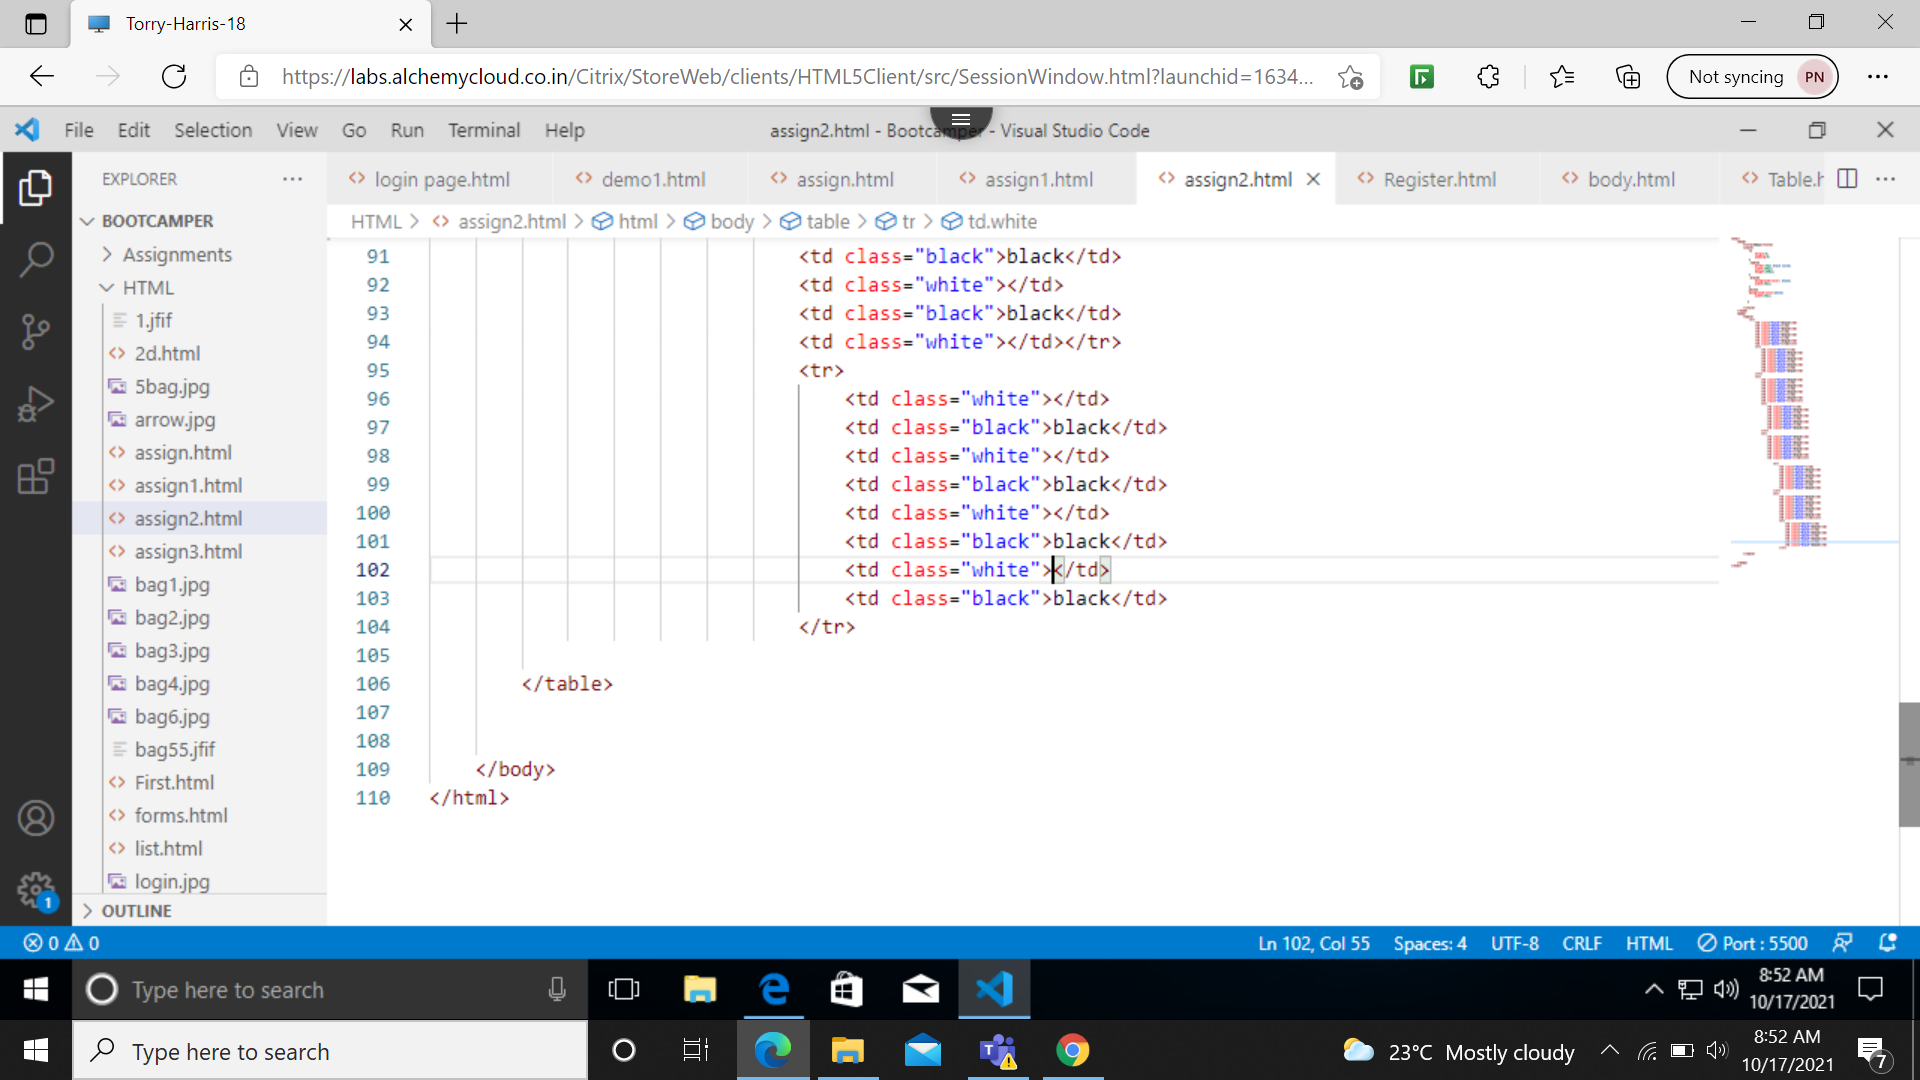 Torry-Harris-18
https://labs.alchemycloud.co.in/Citrix/StoreWeb/clients/HTML5Client/src/SessionWindow.html?launchid=1634...
Not syncing PN
File Edit Selection View Go Run Terminal Help
assign2.html - Bootcamper - Visual Studio Code
EXPLORER
login page.html demo1.html assign.html assign1.html assign2.html Register.html body.html Table.h
BOOTCAMPER
HTML > assign2.html > html > body > table > tr > td.white
Assignments
HTML
1.jfif
2d.html
5bag.jpg
arrow.jpg
assign.html
assign1.html
assign2.html
assign3.html
bag1.jpg
bag2.jpg
bag3.jpg
bag4.jpg
bag6.jpg
bag55.jfif
First.html
forms.html
list.html
login.jpg
OUTLINE
91 <td class="black">black</td>
92 <td class="white"></td>
93 <td class="black">black</td>
94 <td class="white"></td></tr>
95 <tr>
96 <td class="white"></td>
97 <td class="black">black</td>
98 <td class="white"></td>
99 <td class="black">black</td>
100 <td class="white"></td>
101 <td class="black">black</td>
102 <td class="white"></td>
103 <td class="black">black</td>
104 </tr>
105
106 </table>
107
108
109 </body>
110 </html>
1
0 0
Ln 102, Col 55 Spaces: 4 UTF-8 CRLF HTML Port : 5500
Type here to search
8:52 AM
10/17/2021
Type here to search
23°C Mostly cloudy
8:52 AM
10/17/2021
7